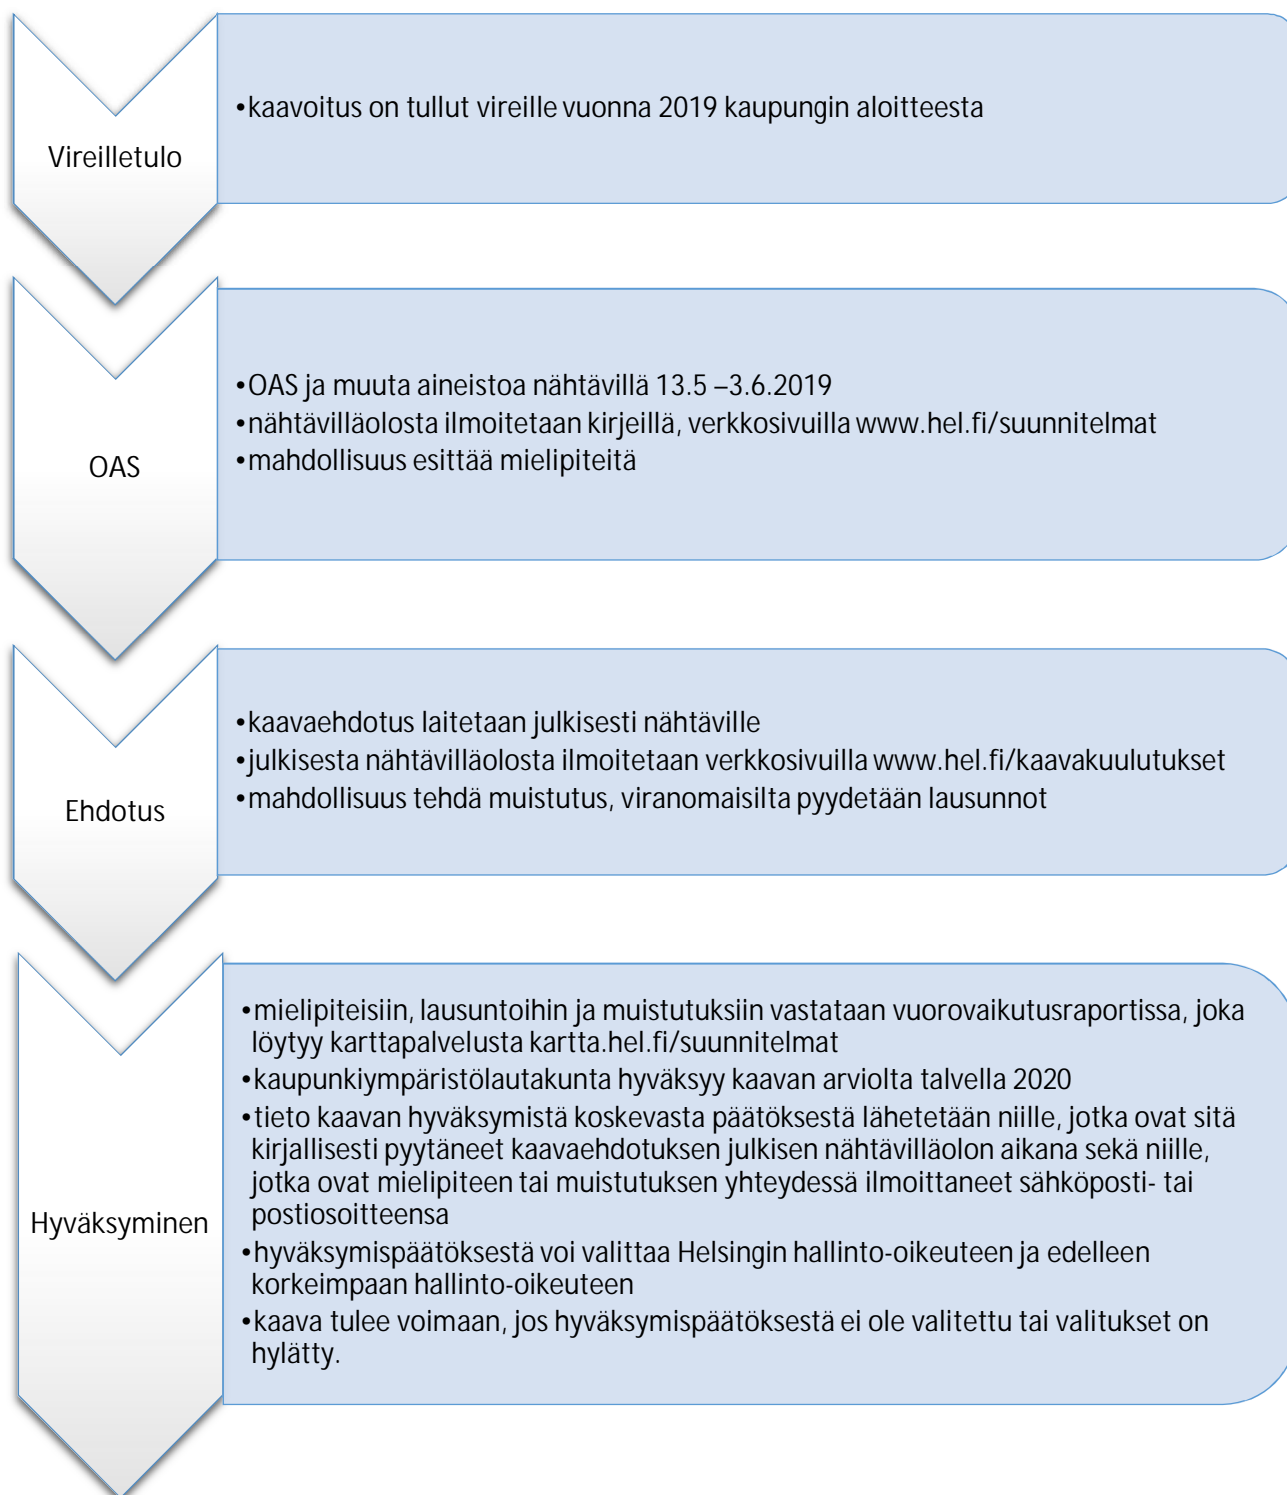 Vireilletulo
•kaavoitus on tullut vireille vuonna 2019 kaupungin aloitteesta
OAS
•OAS ja muuta aineistoa nähtävillä 13.5 –3.6.2019
•nähtävilläolosta ilmoitetaan kirjeillä, verkkosivuilla www.hel.fi/suunnitelmat
•mahdollisuus esittää mielipiteitä
Ehdotus
•kaavaehdotus laitetaan julkisesti nähtäville
•julkisesta nähtävilläolosta ilmoitetaan verkkosivuilla www.hel.fi/kaavakuulutukset
•mahdollisuus tehdä muistutus, viranomaisilta pyydetään lausunnot
Hyväksyminen
•mielipiteisiin, lausuntoihin ja muistutuksiin vastataan vuorovaikutusraportissa, joka
löytyy karttapalvelusta kartta.hel.fi/suunnitelmat
•kaupunkiympäristölautakunta hyväksyy kaavan arviolta talvella 2020
•tieto kaavan hyväksymistä koskevasta päätöksestä lähetetään niille, jotka ovat sitä
kirjallisesti pyytäneet kaavaehdotuksen julkisen nähtävilläolon aikana sekä niille,
jotka ovat mielipiteen tai muistutuksen yhteydessä ilmoittaneet sähköposti- tai
postiosoitteensa
•hyväksymispäätöksestä voi valittaa Helsingin hallinto-oikeuteen ja edelleen
korkeimpaan hallinto-oikeuteen
•kaava tulee voimaan, jos hyväksymispäätöksestä ei ole valitettu tai valitukset on
hylätty.